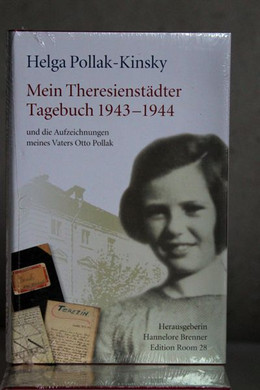 Helga Pollak-Kinsky
Mein Theresienstädter
Tagebuch 1943–1944
und die Aufzeichnungen
meines Vaters Otto Pollak
TEREZIN
Herausgeberin
Hannelore Brenner
Edition Room 28